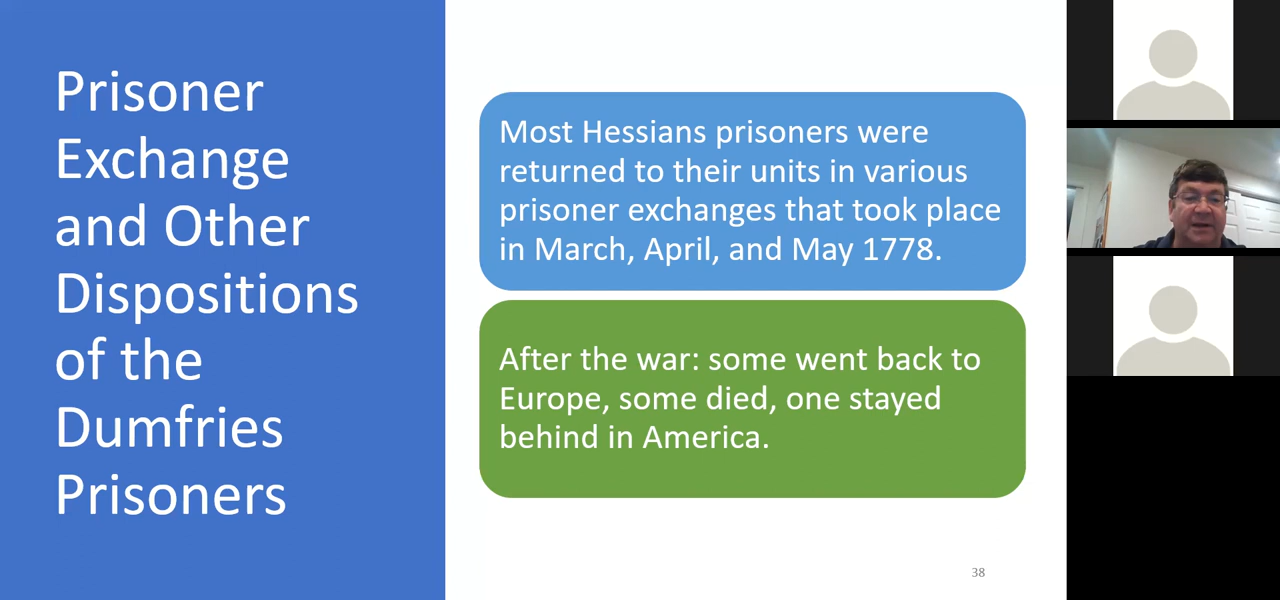 Prisoner
Exchange
and Other
Dispositions
of the
Dumfries
Prisoners
Most Hessians prisoners were
returned to their units in various
prisoner exchanges that took place
in March, April, and May 1778.
After the war: some went back to
Europe, some died, one stayed
behind in America.
38